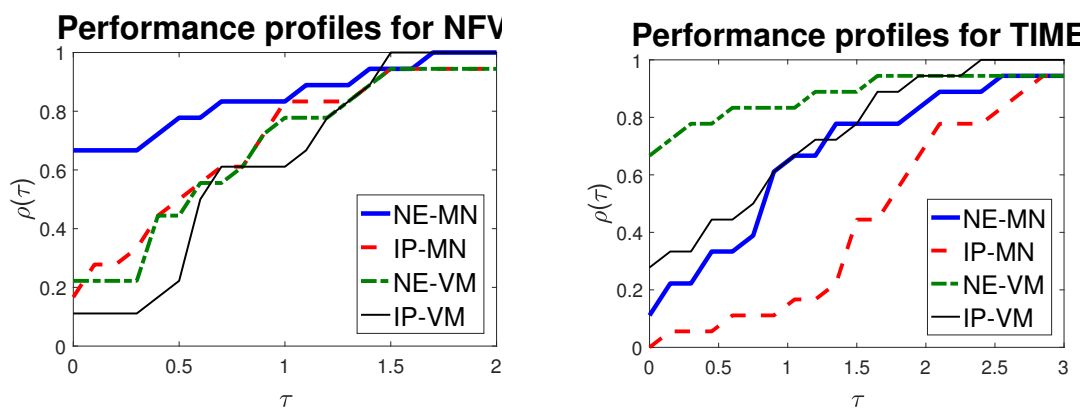 Performance profiles for NFV
1
0.8
0.6
0.4
0.2
0
ρ(τ)
NE-MN
IP-MN
NE-VM
IP-VM
0 0.5 1 1.5 2
τ
Performance profiles for TIME
1
0.8
0.6
0.4
0.2
0
ρ(τ)
NE-MN
IP-MN
NE-VM
IP-VM
0 0.5 1 1.5 2 2.5 3
τ